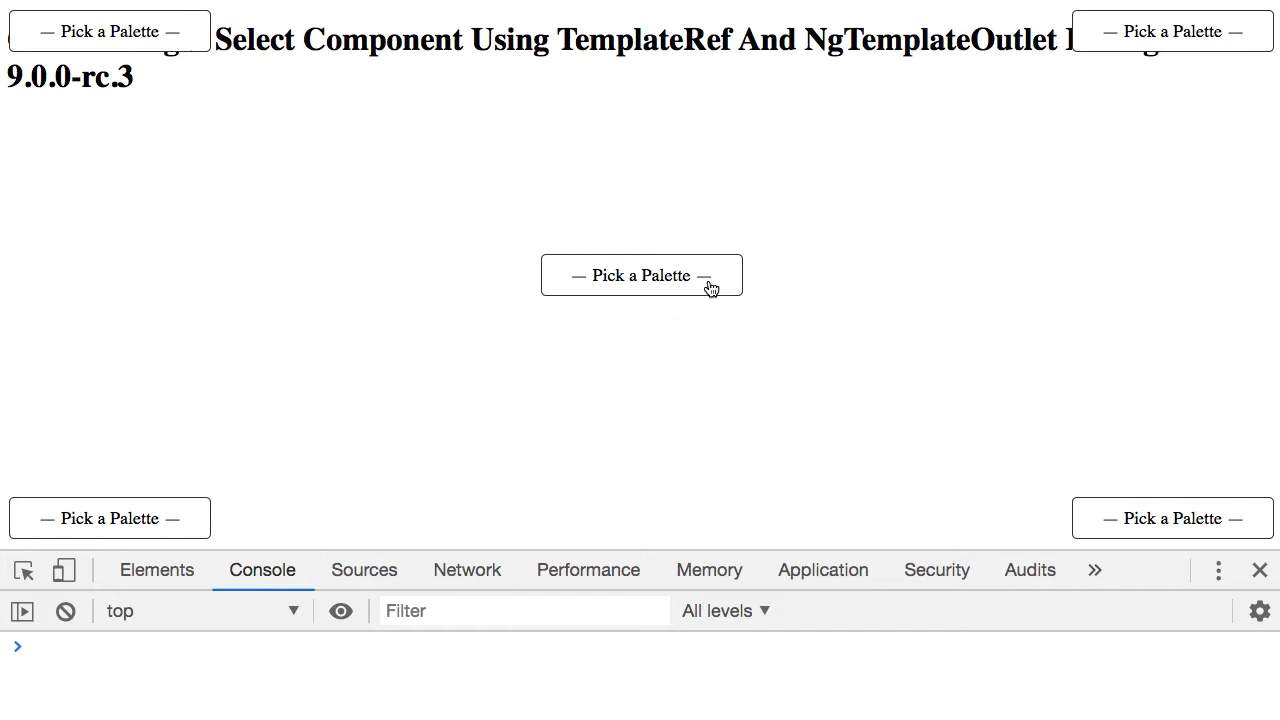 — Pick a Palette —
— Pick a Palette —
Select Component Using TemplateRef And NgTemplateOutlet
9.0.0-rc.3
— Pick a Palette —
— Pick a Palette —
— Pick a Palette —
Elements Console Sources Network Performance Memory Application Security Audits »
top Filter All levels